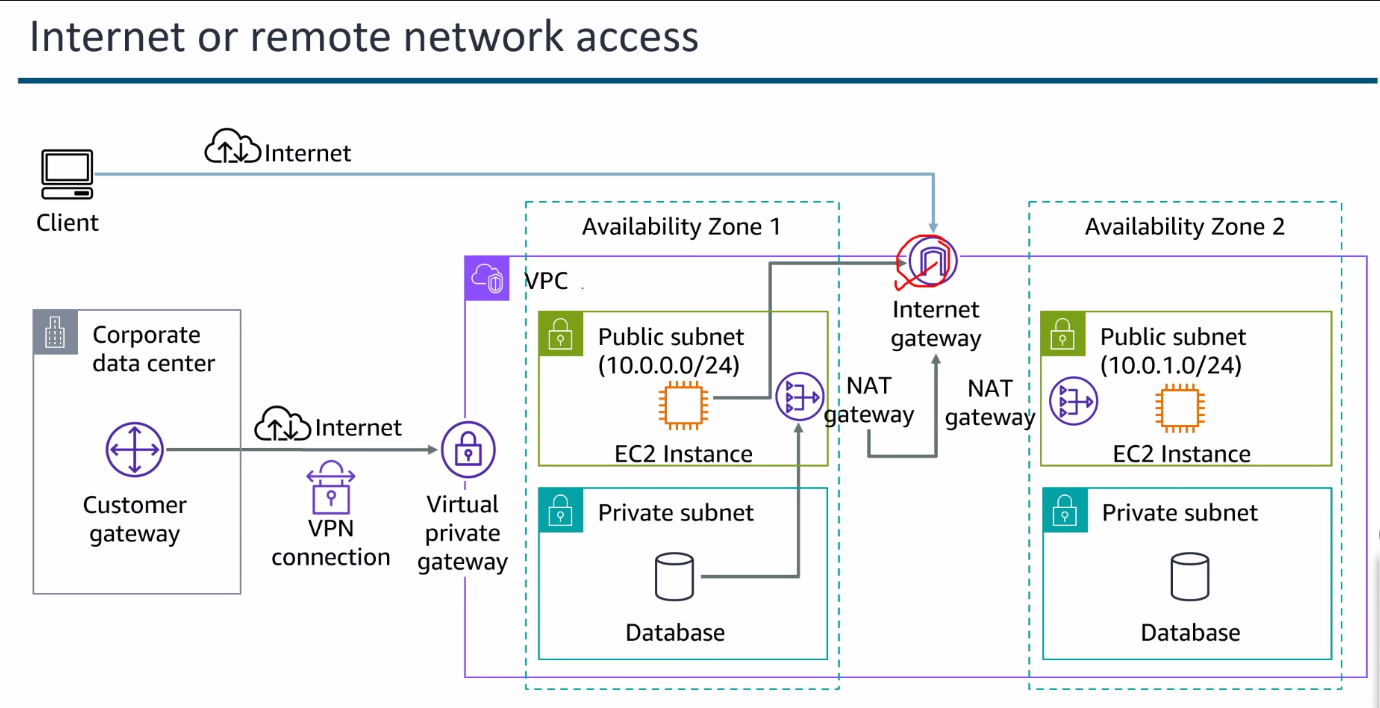 Internet or remote network access
Internet
Client
Availability Zone 1
Availability Zone 2
VPC
Internet
gateway
Corporate
data center
Public subnet
(10.0.0.0/24)
NAT
gateway
EC2 Instance
NAT
gateway
Public subnet
(10.0.1.0/24)
EC2 Instance
Internet
Customer
gateway
VPN
connection
Virtual
private
gateway
Private subnet
Database
Private subnet
Database